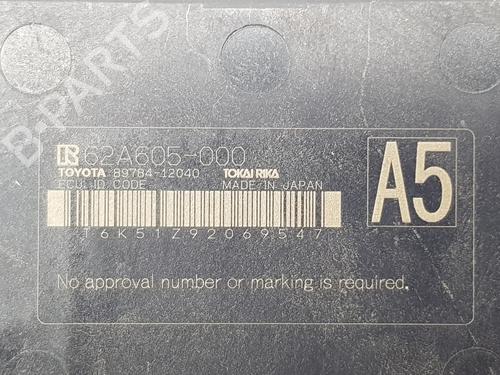 B-PARTS
62A605-000
TOYOTA 89784-12040 TOKAI RIKA
ECU ID CODE MADE IN JAPAN
A5
T6K51Z92069547
No approval number or marking is required.